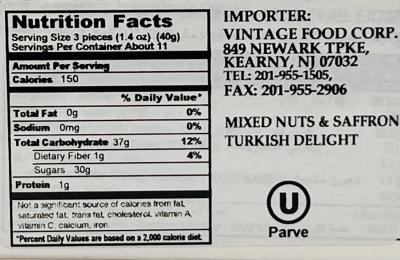 Nutrition Facts
Serving Size 3 pieces (1.4 oz) (40g)
Servings Per Container About 11
Amount Per Serving
Calories 150
% Daily Value*
Total Fat 0g 0%
Sodium 0mg 0%
Total Carbohydrate 37g 12%
Dietary Fiber 1g 4%
Sugars 30g
Protein 1g
Not a significant source of calories from fat,
saturated fat, trans fat, cholesterol, vitamin A,
vitamin C, calcium, iron.
*Percent Daily Values are based on a 2,000 calorie diet.
IMPORTER:
VINTAGE FOOD CORP.
849 NEWARK TPKE,
KEARNY, NJ 07032
TEL: 201-955-1505,
FAX: 201-955-2906
MIXED NUTS & SAFFRON
TURKISH DELIGHT
U
Parve